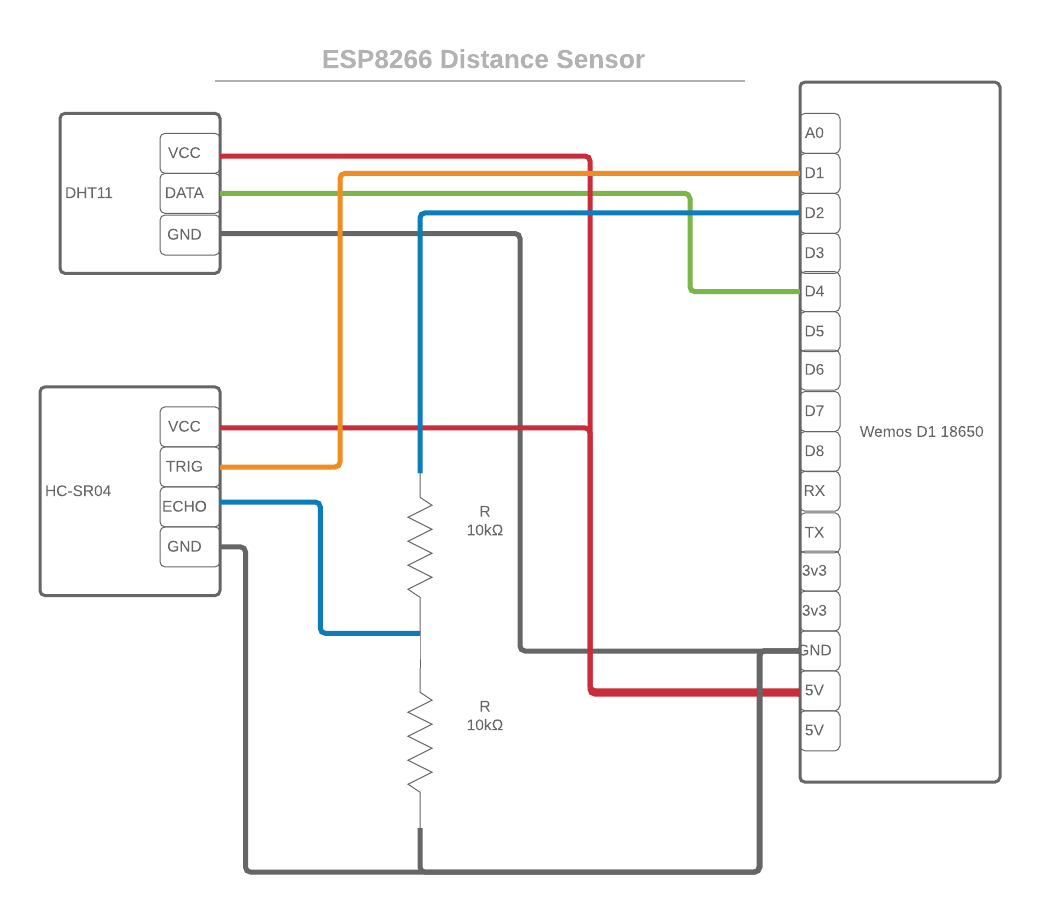 ESP8266 Distance Sensor
DHT11
VCC
DATA
GND
HC-SR04
VCC
TRIG
ECHO
GND
R
10kΩ
R
10kΩ
A0
D1
D2
D3
D4
D5
D6
D7
D8
RX
TX
3v3
3v3
GND
5V
5V
Wemos D1 18650